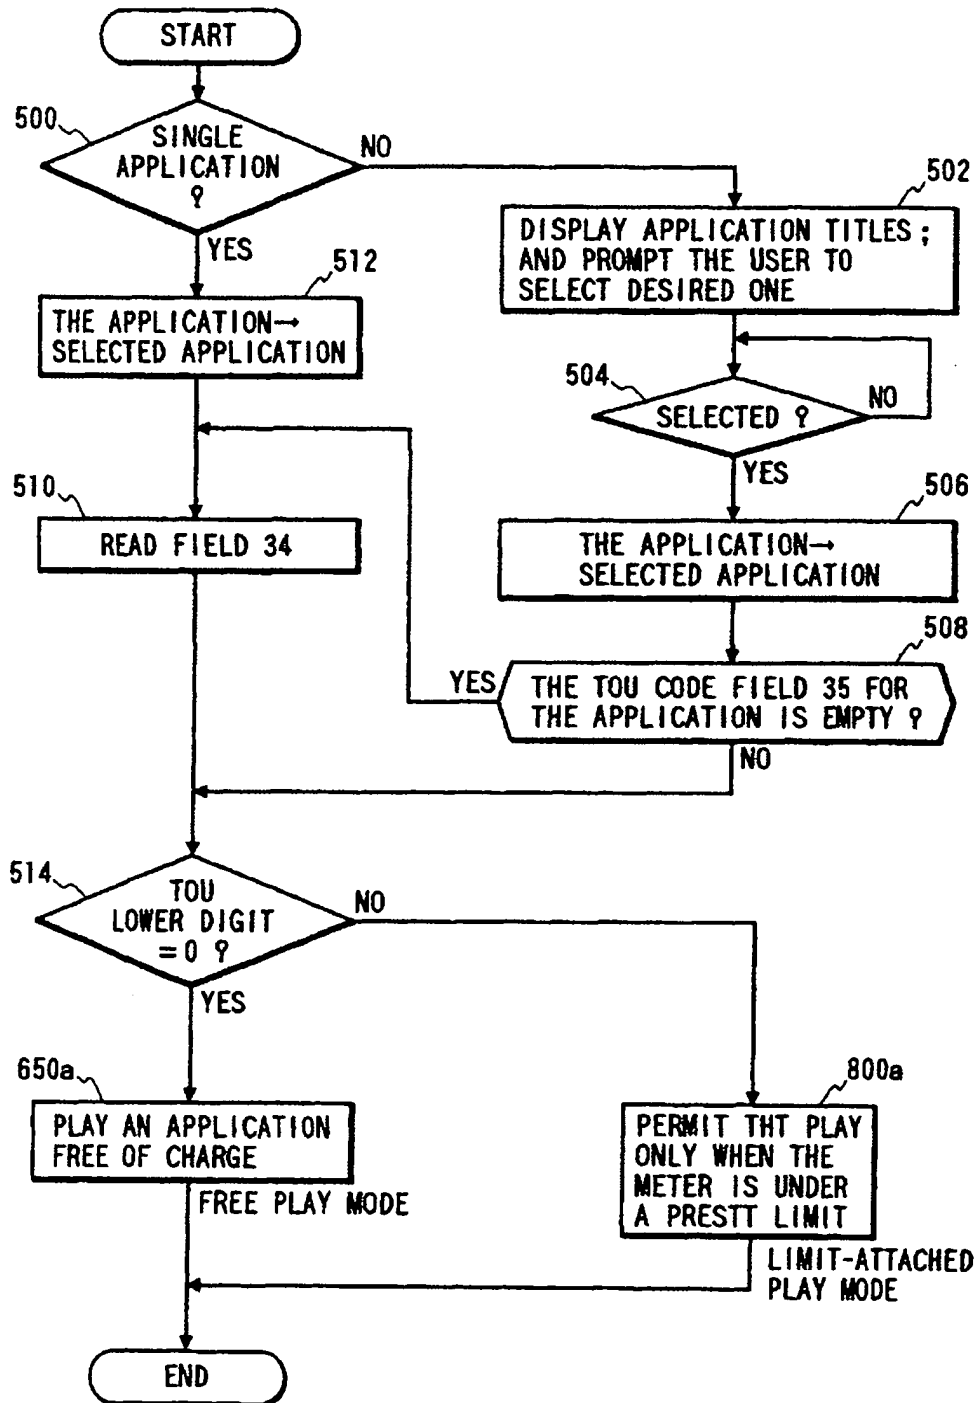 START
500
SINGLE
APPLICATION
?
NO
YES
502
DISPLAY APPLICATION TITLES;
AND PROMPT THE USER TO
SELECT DESIRED ONE
512
THE APPLICATION→
SELECTED APPLICATION
504
SELECTED ?
NO
YES
510
READ FIELD 34
506
THE APPLICATION→
SELECTED APPLICATION
508
YES
THE TOU CODE FIELD 35 FOR
THE APPLICATION IS EMPTY ?
NO
514
TOU
LOWER DIGIT
=0 ?
NO
YES
650a
PLAY AN APPLICATION
FREE OF CHARGE
FREE PLAY MODE
800a
PERMIT THT PLAY
ONLY WHEN THE
METER IS UNDER
A PRESTT LIMIT
LIMIT-ATTACHED
PLAY MODE
END